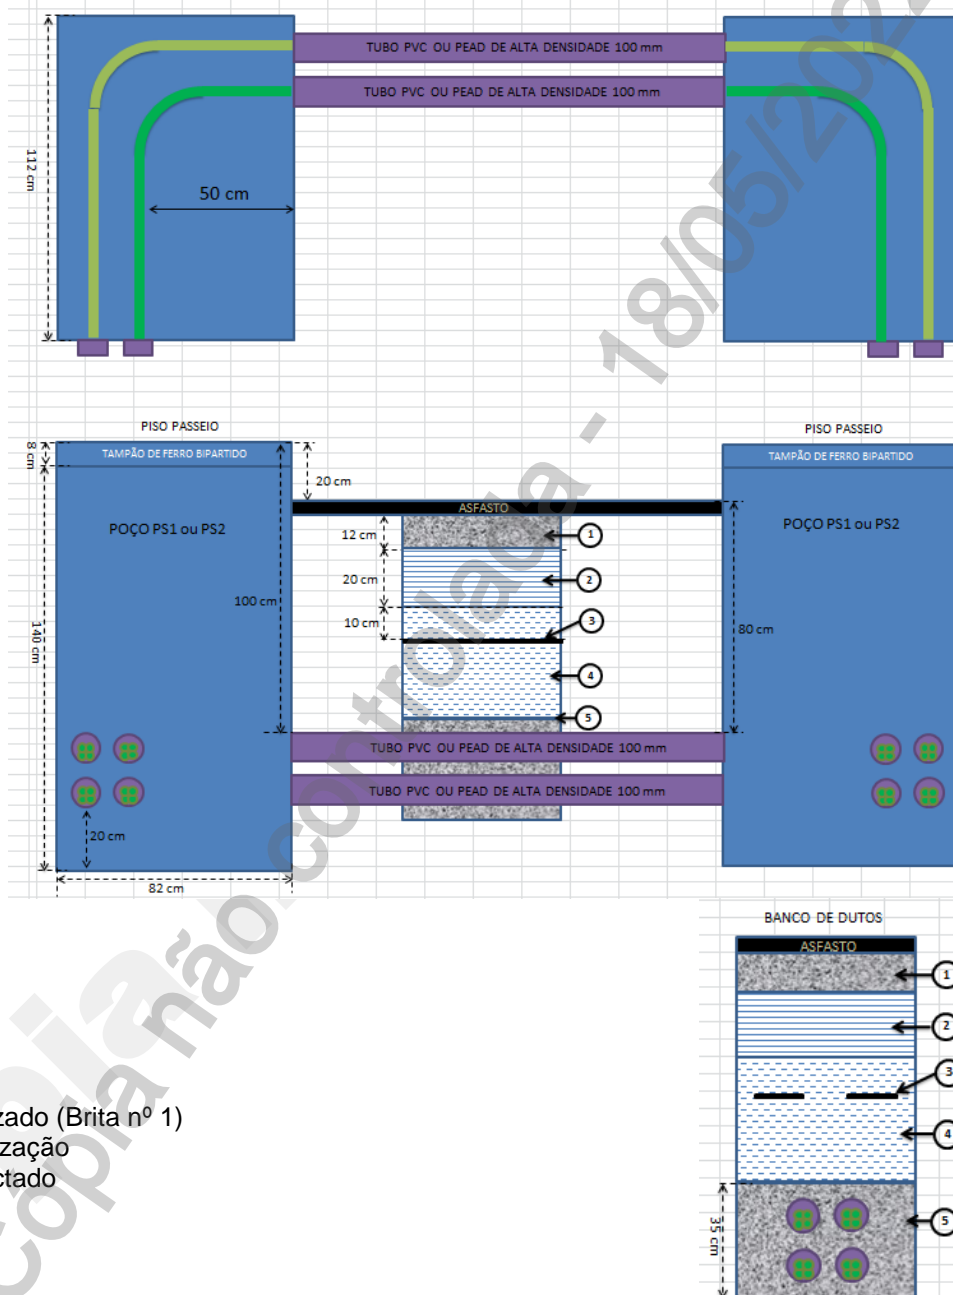 TUBO PVC OU PEAD DE ALTA DENSIDADE 100 mm
TUBO PVC OU PEAD DE ALTA DENSIDADE 100 mm
112 cm
50 cm
PISO PASSEIO
PISO PASSEIO
8 cm
TAMPÃO DE FERRO BIPARTIDO
TAMPÃO DE FERRO BIPARTIDO
20 cm
ASFASTO
POÇO PS1 ou PS2
POÇO PS1 ou PS2
12 cm
1
20 cm
2
100 cm
10 cm
3
80 cm
140 cm
4
5
TUBO PVC OU PEAD DE ALTA DENSIDADE 100 mm
TUBO PVC OU PEAD DE ALTA DENSIDADE 100 mm
20 cm
82 cm
BANCO DE DUTOS
ASFASTO
1
2
3
4
5
35 cm
zado (Brita nº 1)
zação
ctado
Cópia não controlada - 18/05/202